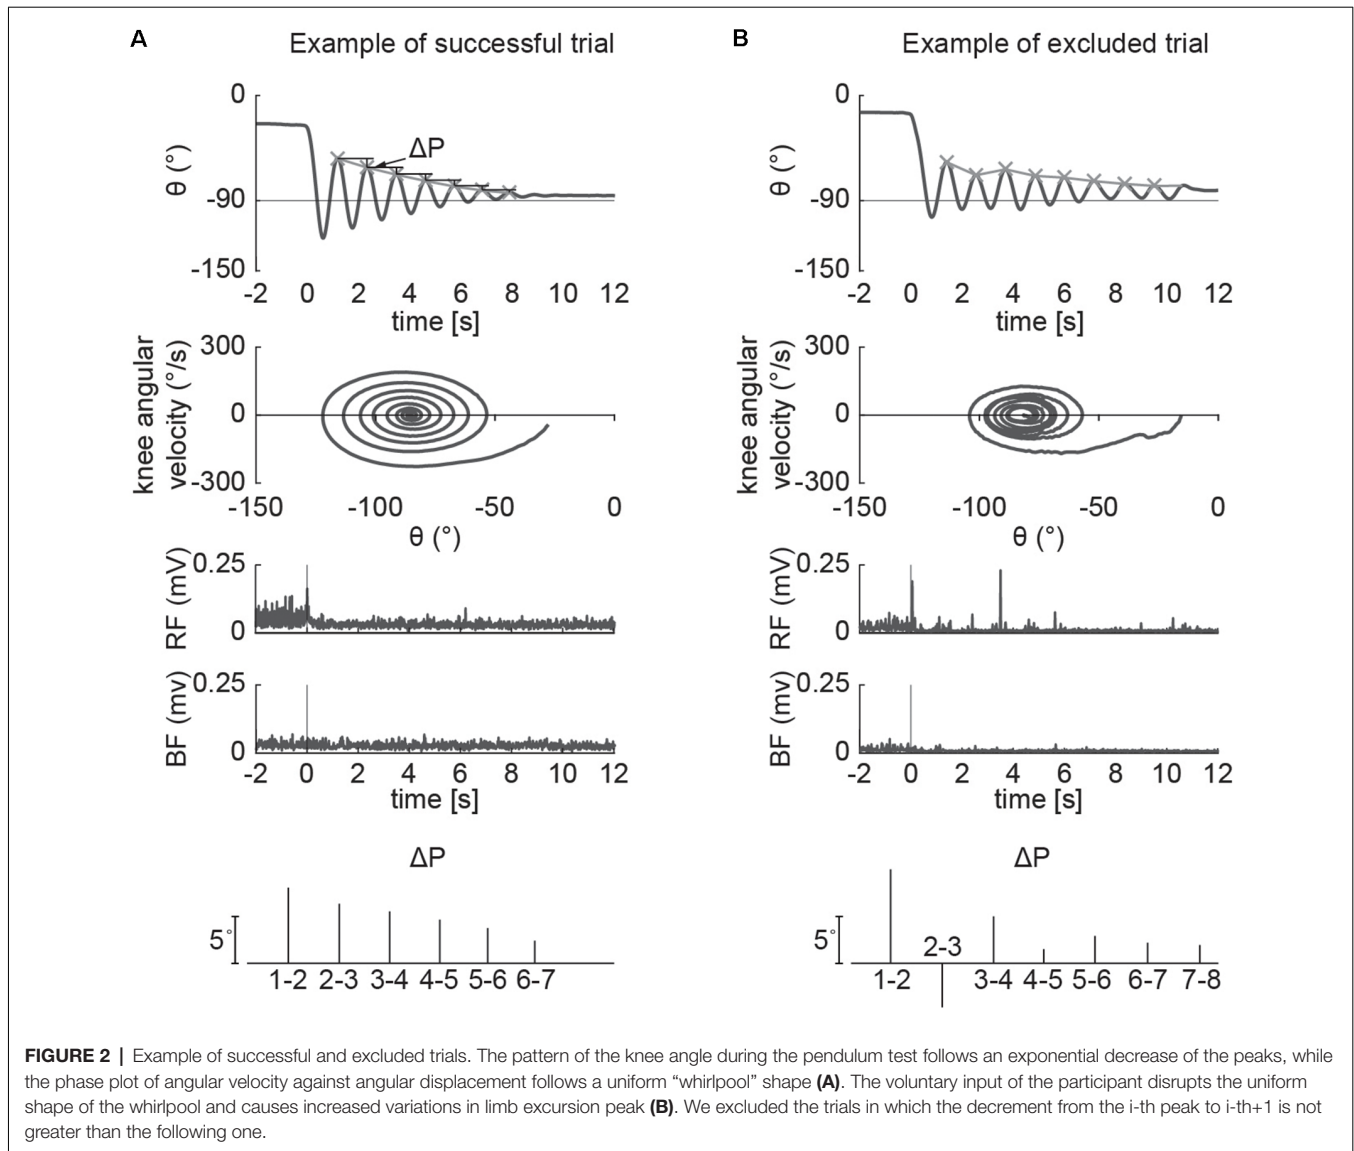 A
Example of successful trial
0
-90
-150
θ (°)
ΔP
-2 0 2 4 6 8 10 12
time [s]
300
0
-300
knee angular
velocity (°/s)
-150 -100 -50 0
θ (°)
0.25
0
RF (mV)
0.25
0
BF (mv)
-2 0 2 4 6 8 10 12
time [s]
ΔP
5°
1-2 2-3 3-4 4-5 5-6 6-7
B
Example of excluded trial
0
-90
-150
θ (°)
-2 0 2 4 6 8 10 12
time [s]
300
0
-300
knee angular
velocity (°/s)
-150 -100 -50 0
θ (°)
0.25
0
RF (mV)
0.25
0
BF (mv)
-2 0 2 4 6 8 10 12
time [s]
ΔP
5°
2-3
1-2 3-4 4-5 5-6 6-7 7-8
FIGURE 2 | Example of successful and excluded trials. The pattern of the knee angle during the pendulum test follows an exponential decrease of the peaks, while
the phase plot of angular velocity against angular displacement follows a uniform “whirlpool” shape (A). The voluntary input of the participant disrupts the uniform
shape of the whirlpool and causes increased variations in limb excursion peak (B). We excluded the trials in which the decrement from the i-th peak to i-th+1 is not
greater than the following one.